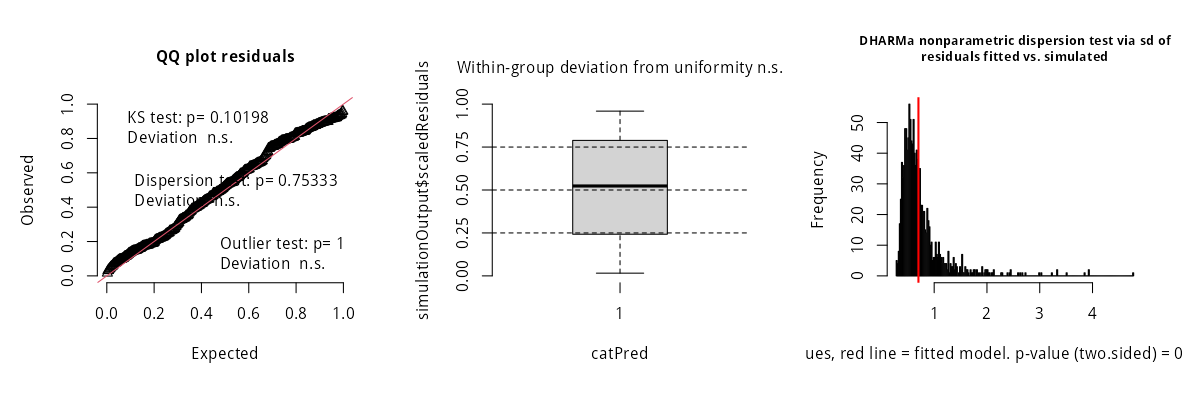 QQ plot residuals
Observed
0.0 0.2 0.4 0.6 0.8 1.0
KS test: p= 0.10198
Deviation n.s.
Dispersion test: p= 0.75333
Deviation n.s.
Outlier test: p= 1
Deviation n.s.
0.0 0.2 0.4 0.6 0.8 1.0
Expected
Within-group deviation from uniformity n.s.
simulationOutput$scaledResiduals
0.00 0.25 0.50 0.75 1.00
1
catPred
DHARMa nonparametric dispersion test via sd of
residuals fitted vs. simulated
Frequency
0 10 20 30 40 50
1 2 3 4
ues, red line = fitted model. p-value (two.sided) = 0